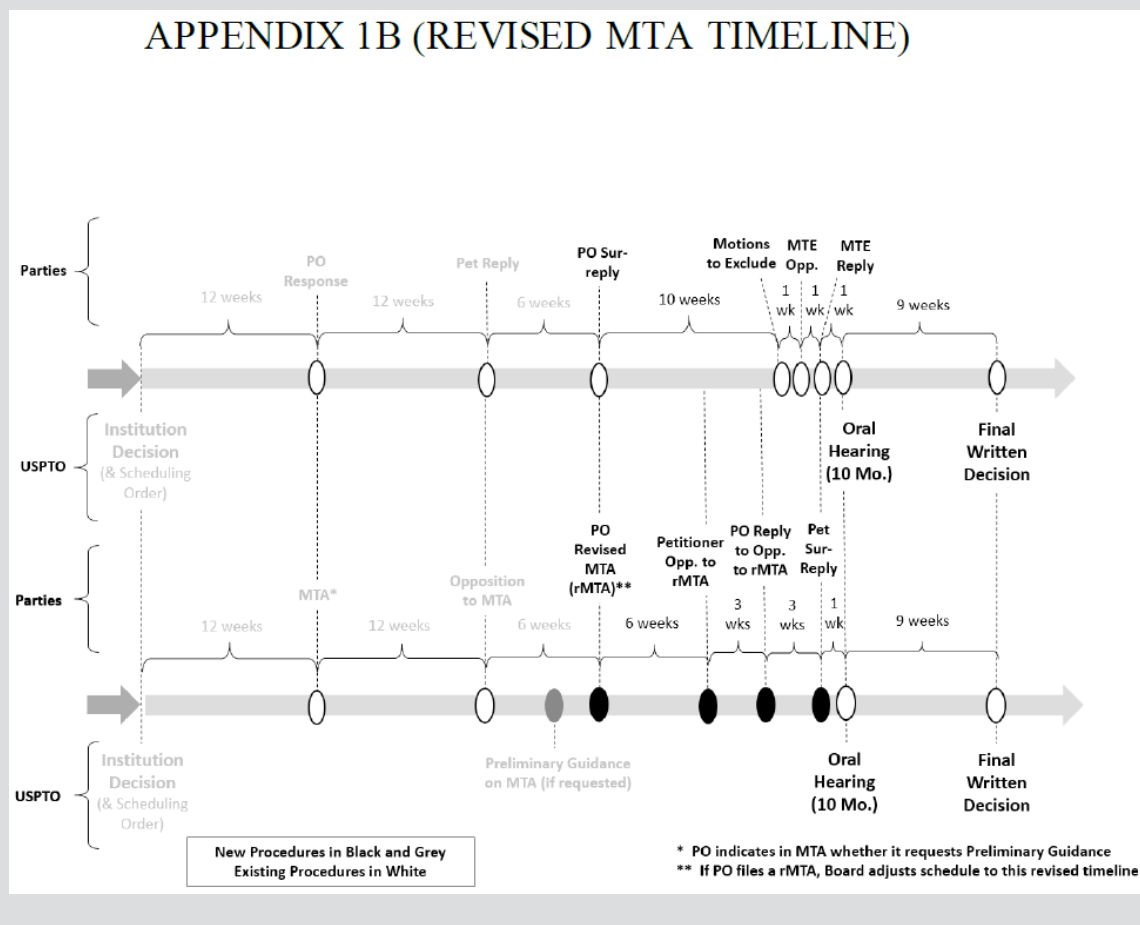 APPENDIX 1B (REVISED MTA TIMELINE)
Parties
12 weeks
PO
Response
12 weeks
Pet Reply
6 weeks
PO Sur-
reply
10 weeks
Motions
to Exclude
1
wk
MTE
Opp.
1
wk
MTE
Reply
1
wk
9 weeks
USPTO
Institution
Decision
(& Scheduling
Order)
Oral
Hearing
(10 Mo.)
Final
Written
Decision
Parties
12 weeks
MTA*
12 weeks
Opposition
to MTA
6 weeks
PO
Revised
MTA
(rMTA)**
6 weeks
Petitioner
Opp. to
rMTA
3
wks
PO Reply
to Opp.
to rMTA
3
wks
Pet
Sur-
Reply
1
wk
9 weeks
USPTO
Institution
Decision
(& Scheduling
Order)
Preliminary Guidance
on MTA (if requested)
Oral
Hearing
(10 Mo.)
Final
Written
Decision
New Procedures in Black and Grey
Existing Procedures in White
* PO indicates in MTA whether it requests Preliminary Guidance
** If PO files a rMTA, Board adjusts schedule to this revised timeline